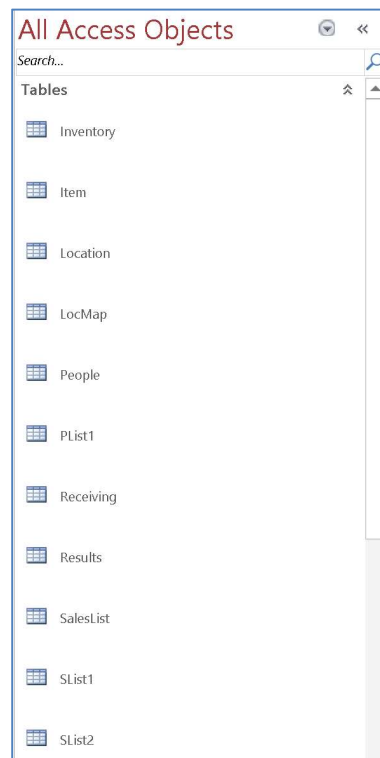 All Access Objects
Search...
Tables
Inventory
Item
Location
LocMap
People
PList1
Receiving
Results
SalesList
SList1
SList2